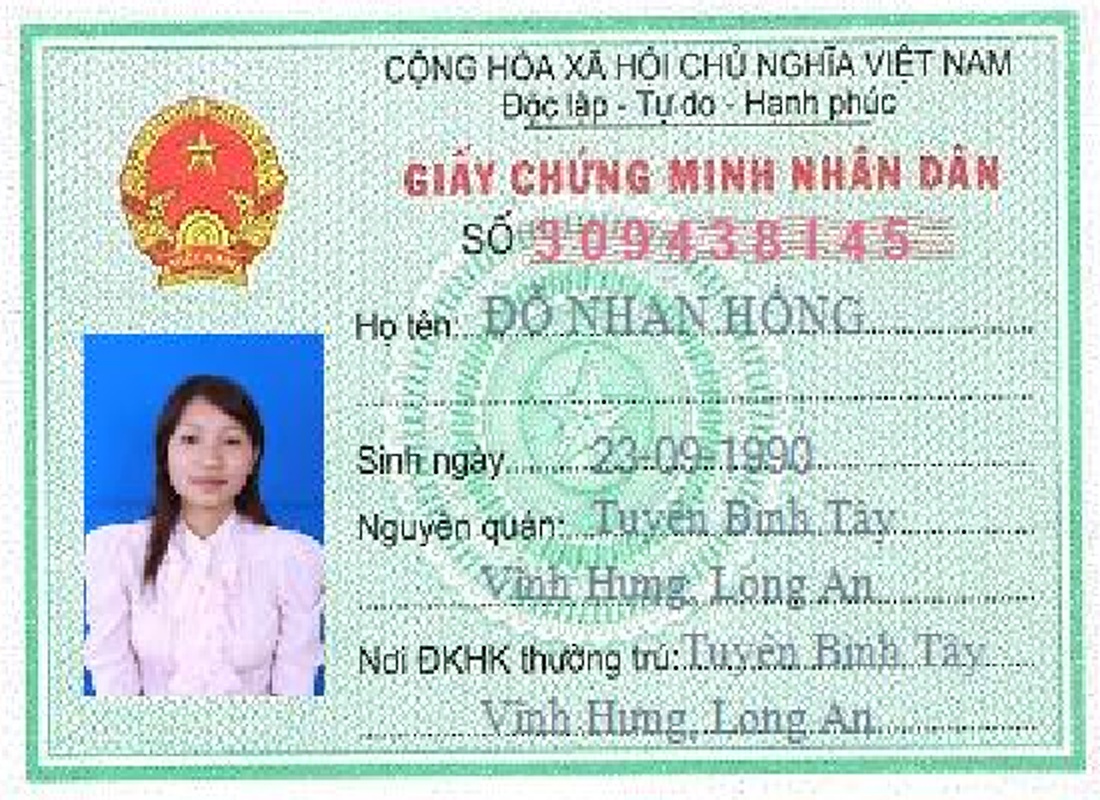 CỘNG HÒA XÃ HỘI CHỦ NGHĨA VIỆT NAM
Độc lập - Tự do - Hạnh phúc
GIẤY CHỨNG MINH NHÂN DÂN
SỐ 309438145
Họ tên: ĐỖ NHAN HỒNG
Sinh ngày 23-09-1990
Nguyên quán: Tuyên Bình Tây
Vĩnh Hưng, Long An
Nơi ĐKHK thường trú: Tuyên Bình Tây
Vĩnh Hưng, Long An